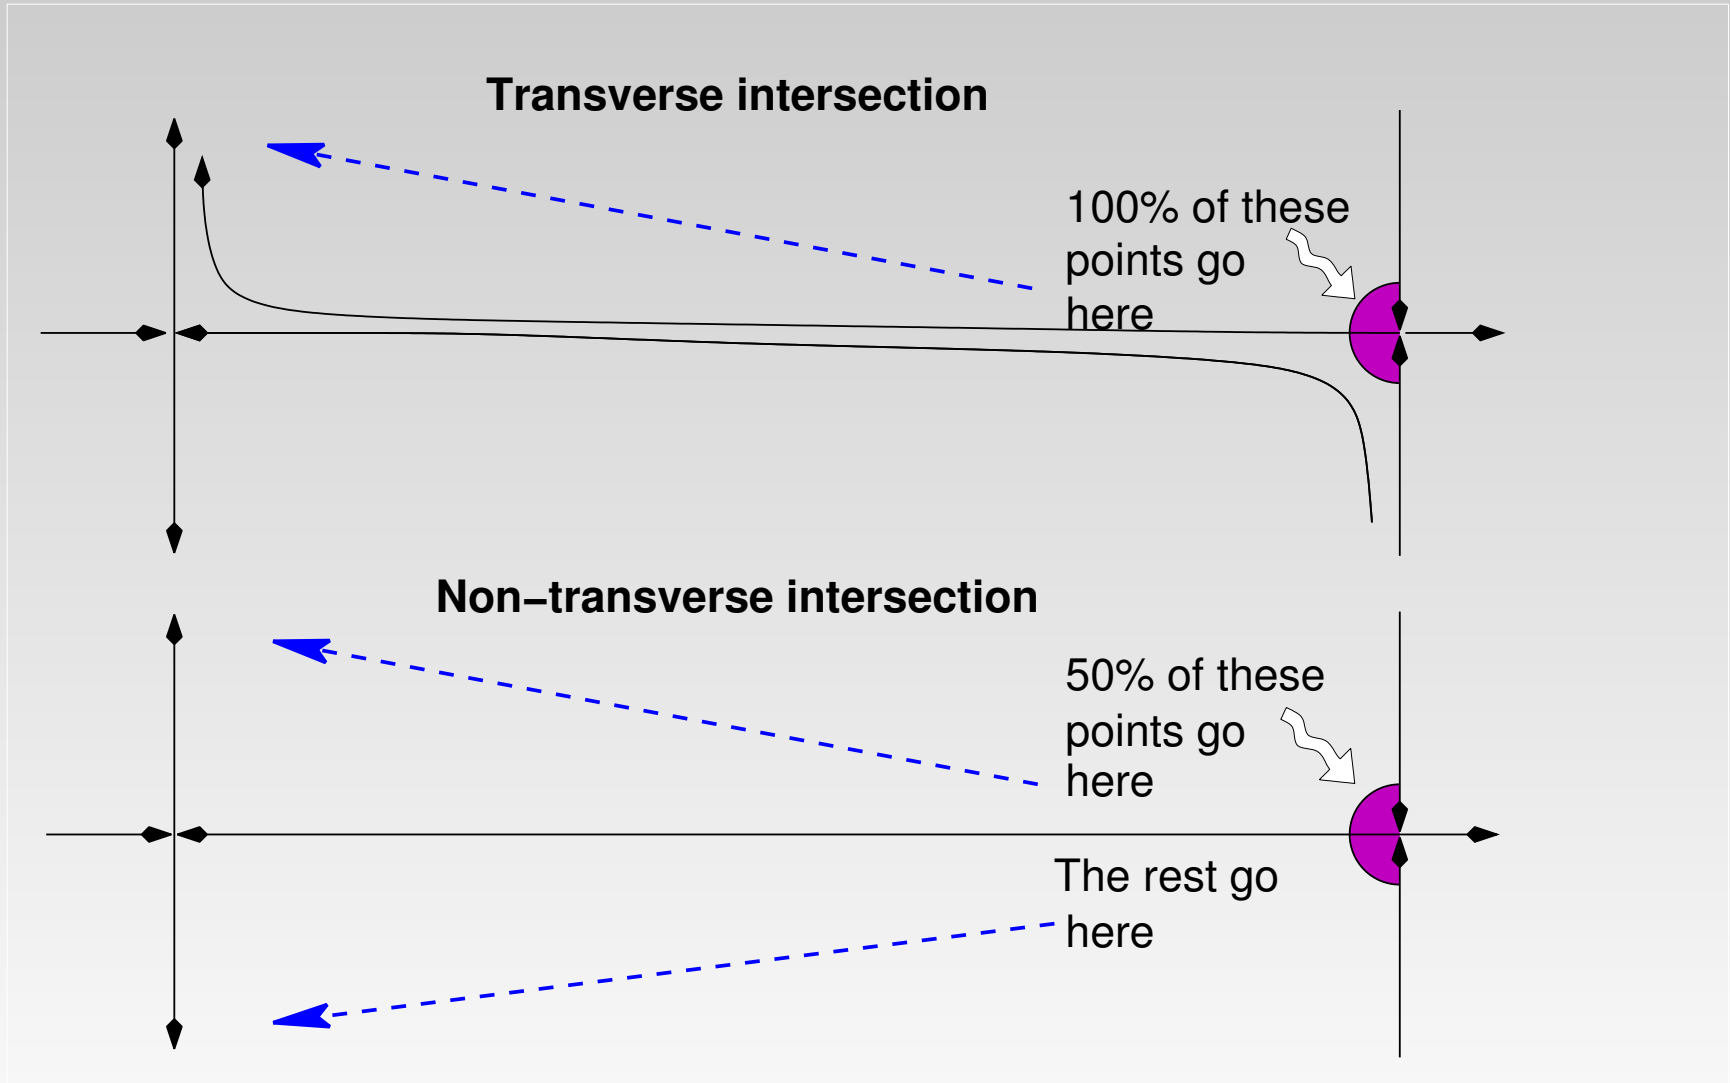 Transverse intersection
100% of these
points go
here
Non–transverse intersection
50% of these
points go
here
The rest go
here